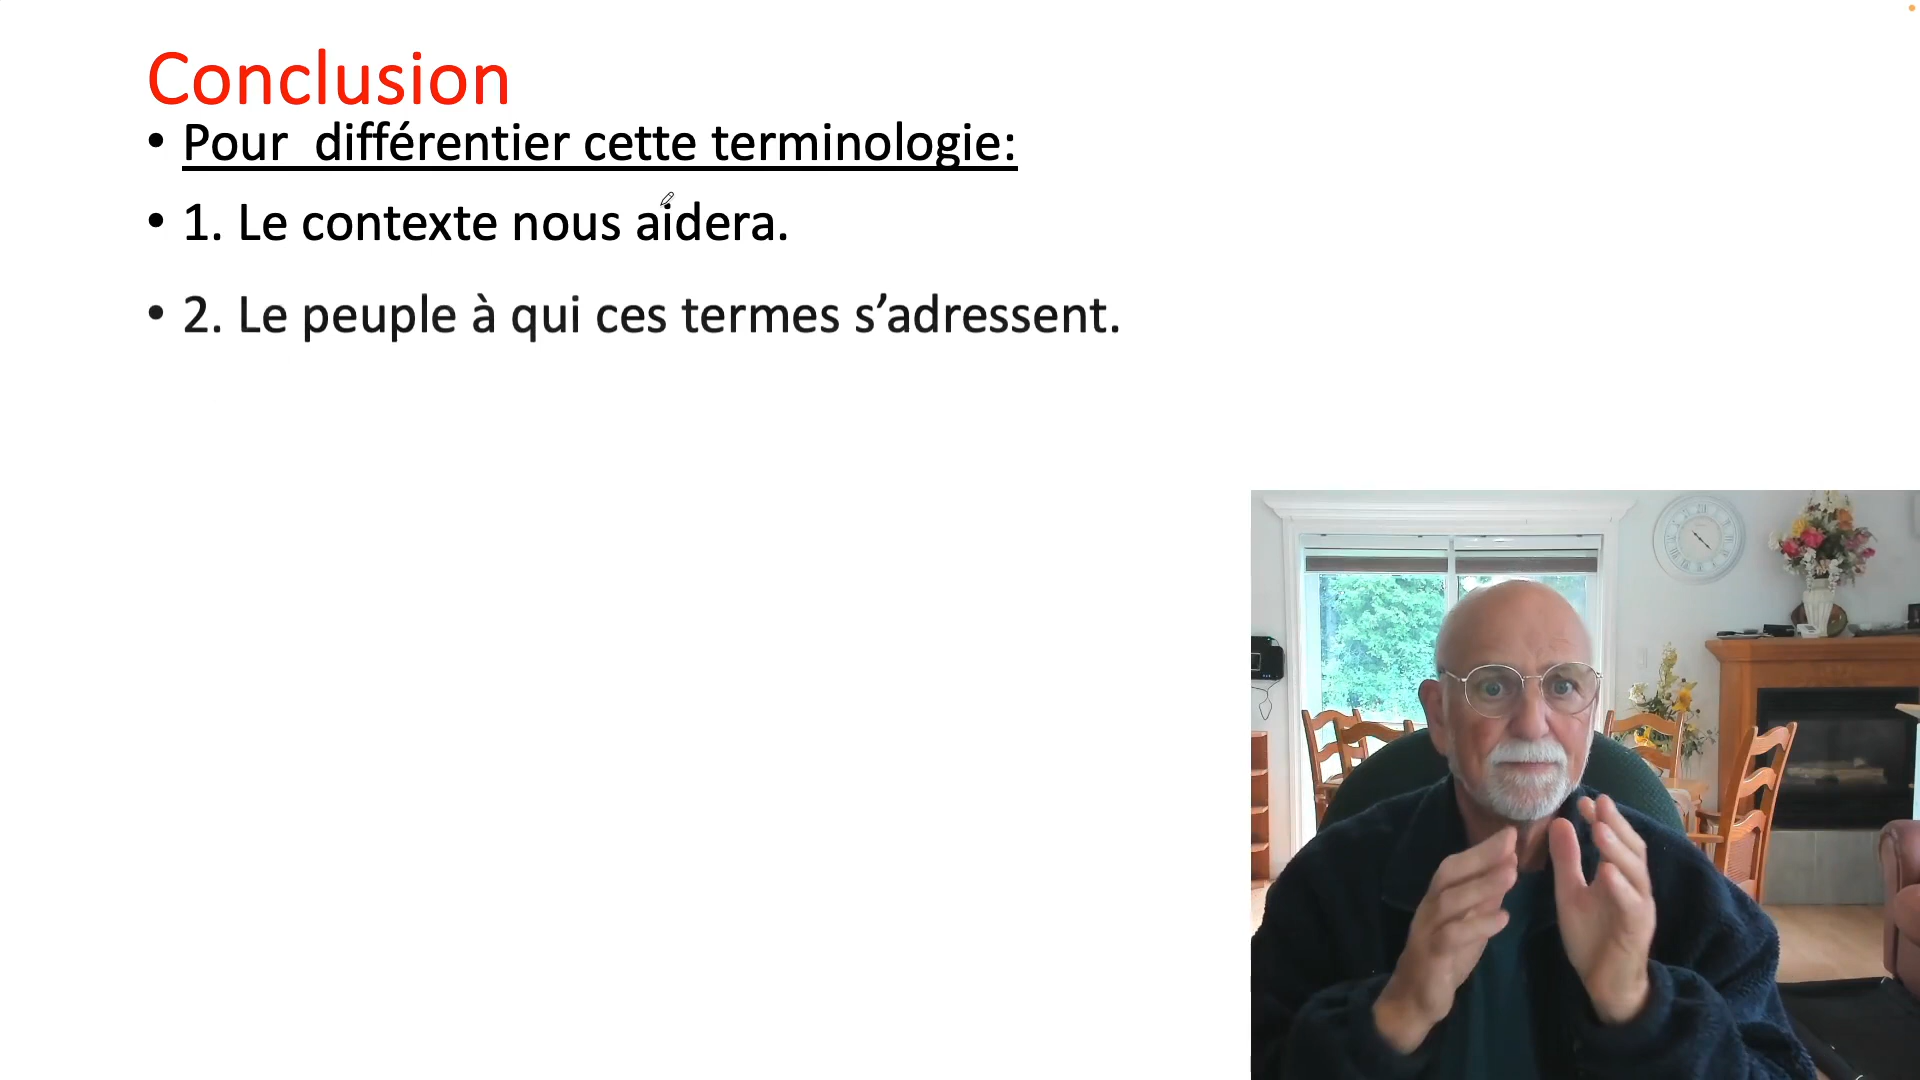 Conclusion
• Pour différentier cette terminologie:
• 1. Le contexte nous aidera.
• 2. Le peuple à qui ces termes s’adressent.